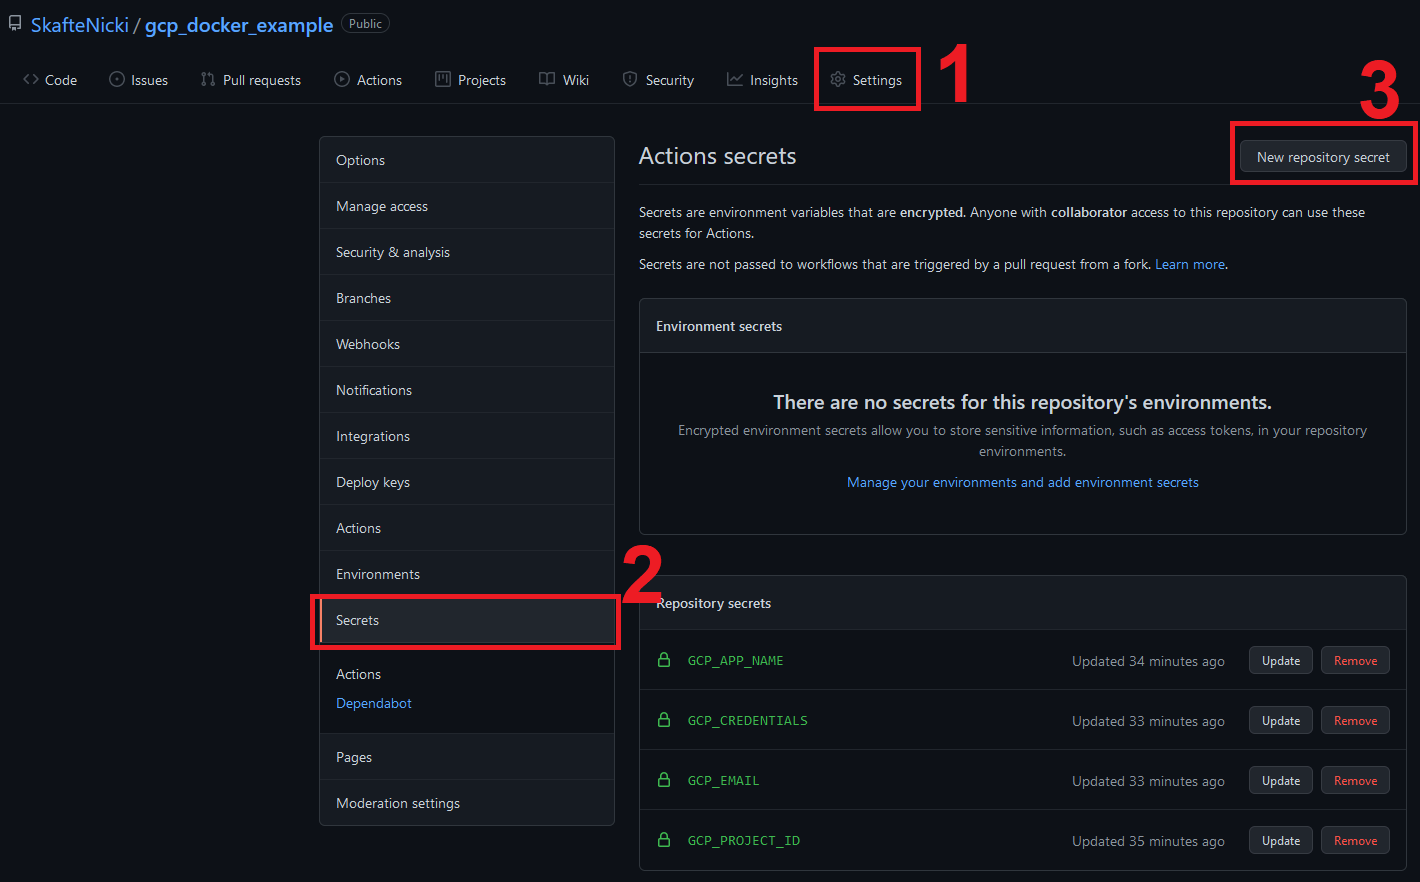 SkafteNicki / gcp_docker_example Public
Code Issues Pull requests Actions Projects Wiki Security Insights Settings 1
3
Options
Manage access
Security & analysis
Branches
Webhooks
Notifications
Integrations
Deploy keys
Actions
Environments
Secrets
2
Actions
Dependabot
Pages
Moderation settings
Actions secrets
New repository secret
Secrets are environment variables that are encrypted. Anyone with collaborator access to this repository can use these
secrets for Actions.
Secrets are not passed to workflows that are triggered by a pull request from a fork. Learn more.
Environment secrets
There are no secrets for this repository's environments.
Encrypted environment secrets allow you to store sensitive information, such as access tokens, in your repository
environments.
Manage your environments and add environment secrets
Repository secrets
GCP_APP_NAME Updated 34 minutes ago Update Remove
GCP_CREDENTIALS Updated 33 minutes ago Update Remove
GCP_EMAIL Updated 33 minutes ago Update Remove
GCP_PROJECT_ID Updated 35 minutes ago Update Remove